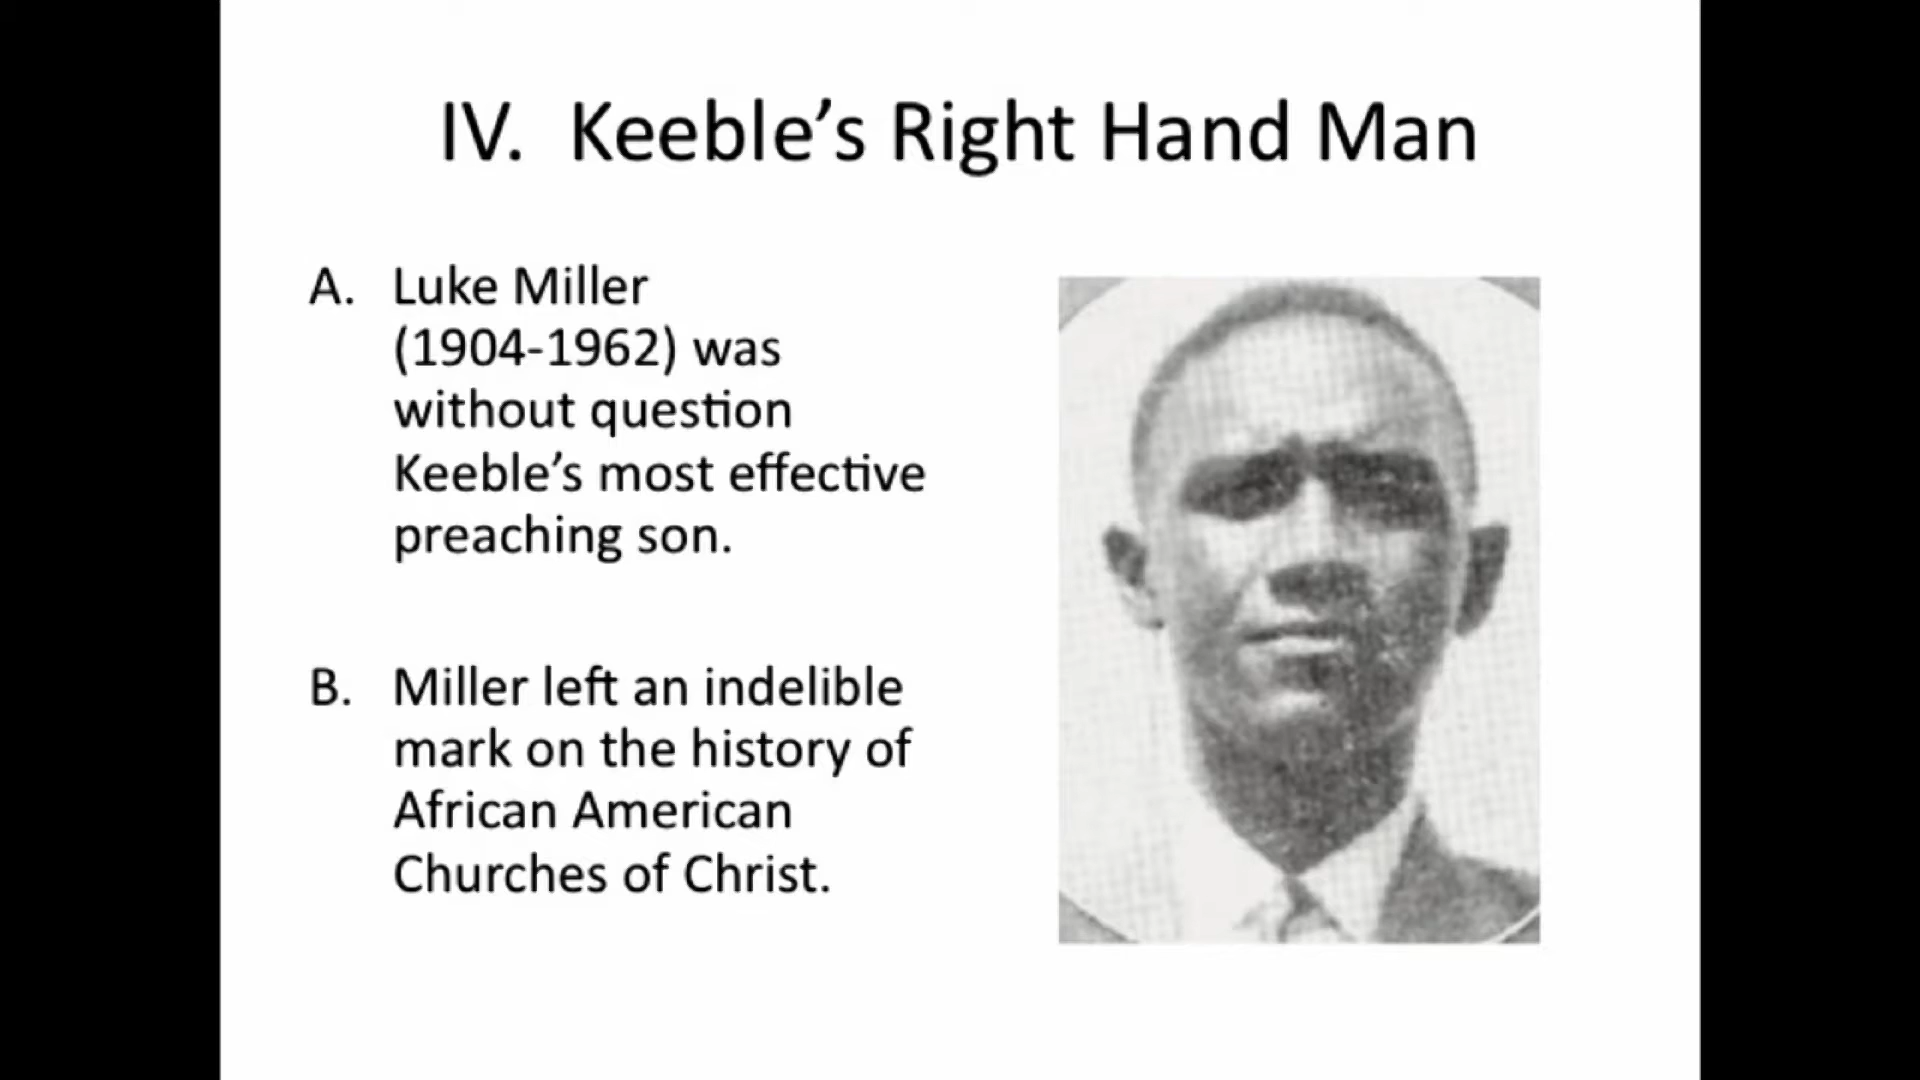 IV. Keeble’s Right Hand Man
A. Luke Miller
(1904-1962) was
without question
Keeble’s most effective
preaching son.
B. Miller left an indelible
mark on the history of
African American
Churches of Christ.